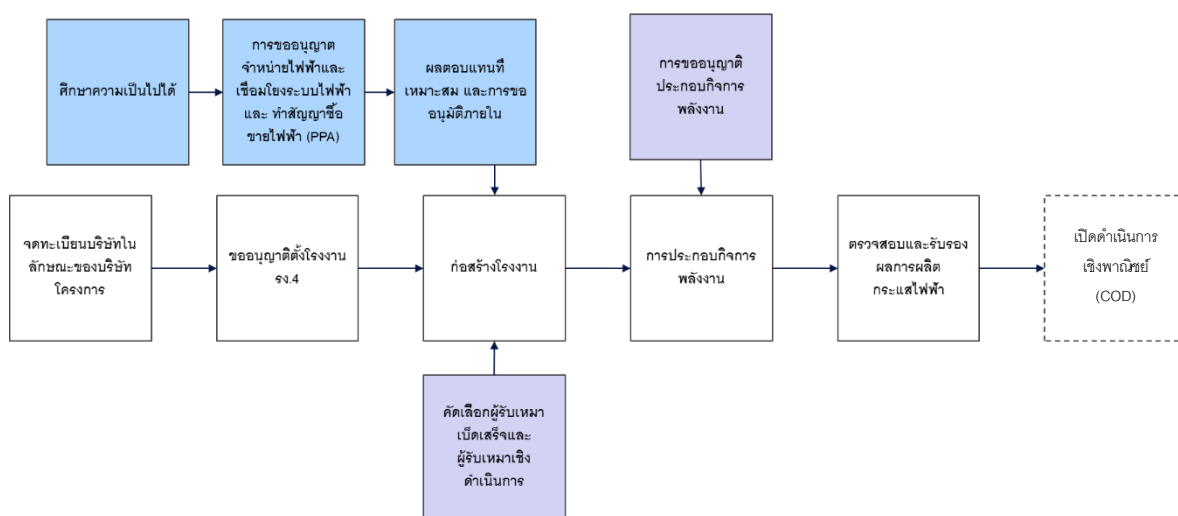 ศึกษาความเป็นไปได้
การขออนุญาต
จำหน่ายไฟฟ้าและ
เชื่อมโยงระบบไฟฟ้า
และ ทำสัญญาซื้อ
ขายไฟฟ้า (PPA)
ผลตอบแทนที่
เหมาะสม และการขอ
อนุมัติภายใน
การขออนุญาติ
ประกอบกิจการ
พลังงาน
จดทะเบียนบริษัทใน
ลักษณะของบริษัท
โครงการ
ขออนุญาติตั้งโรงงาน
รง.4
ก่อสร้างโรงงาน
การประกอบกิจการ
พลังงาน
ตรวจสอบและรับรอง
ผลการผลิต
กระแสไฟฟ้า
เปิดดำเนินการ
เชิงพาณิชย์
(COD)
คัดเลือกผู้รับเหมา
เบ็ดเสร็จและ
ผู้รับเหมาเชิง
ดำเนินการ